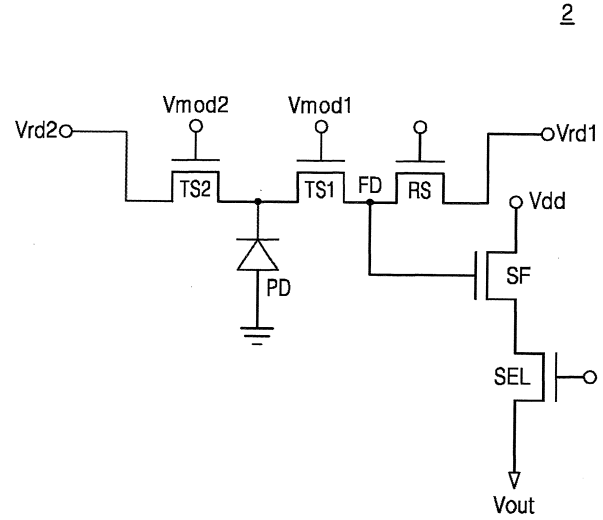 2
Vmod2
Vmod1
Vrd2
Vrd1
TS2
TS1
FD
RS
Vdd
PD
SF
SEL
Vout